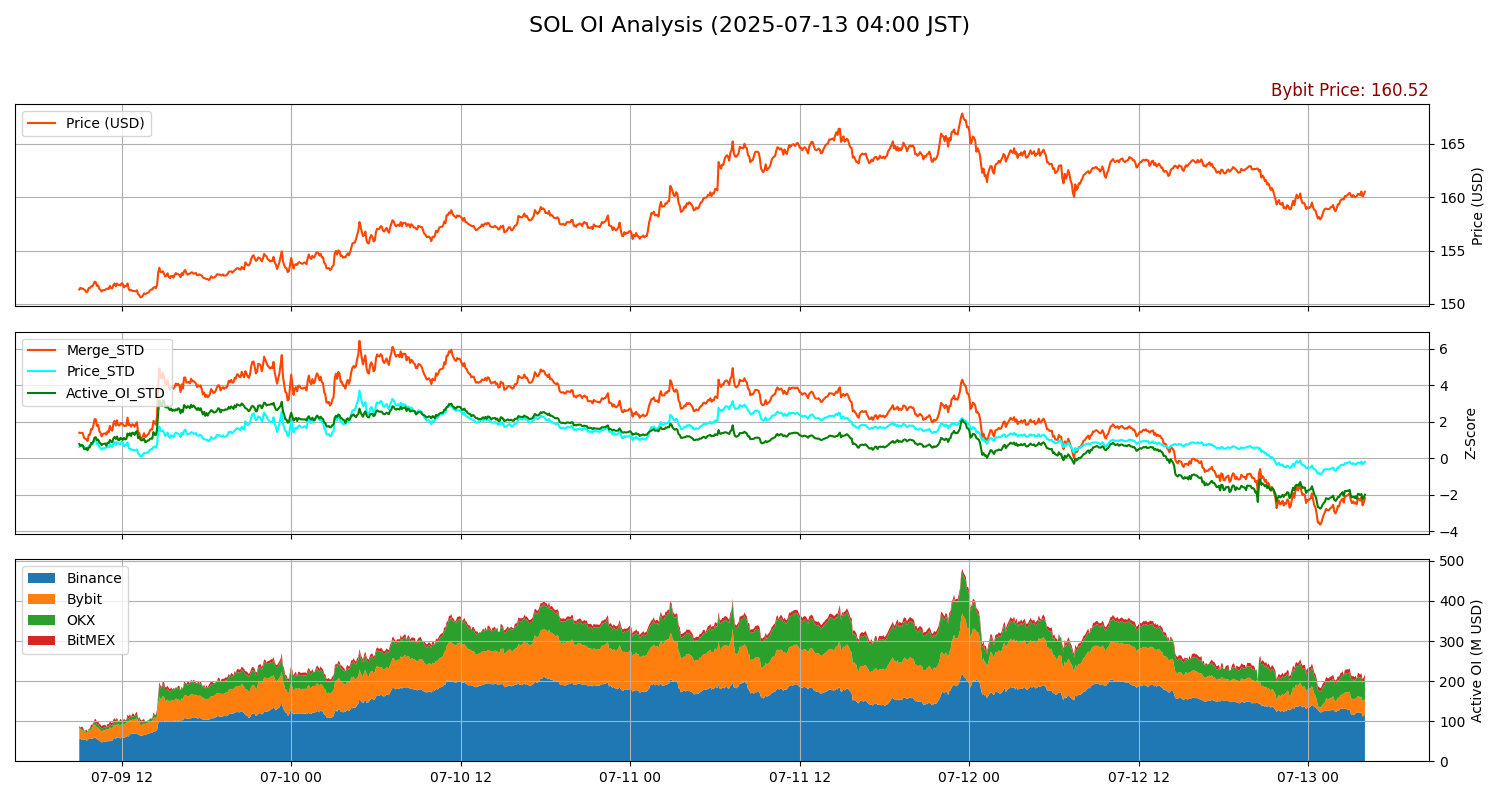 SOL OI Analysis (2025-07-13 04:00 JST)
Bybit Price: 160.52
Price (USD)
165
160
155
150
Price (USD)
Merge_STD
Price_STD
Active_OI_STD
6
4
2
0
−2
−4
Z-Score
Binance
Bybit
OKX
BitMEX
500
400
300
200
100
0
Active OI (M USD)
07-09 12
07-10 00
07-10 12
07-11 00
07-11 12
07-12 00
07-12 12
07-13 00